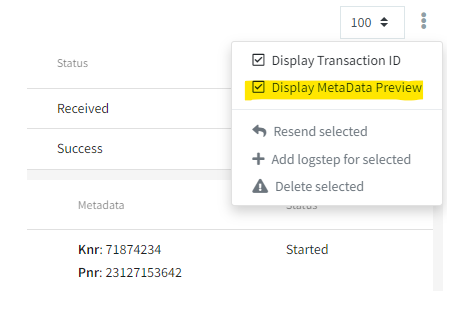 100
Status
Display Transaction ID
Display MetaData Preview
Received
Resend selected
Success
Add logstep for selected
Delete selected
Metadata
Status
Knr: 71874234
Started
Pnr: 23127153642